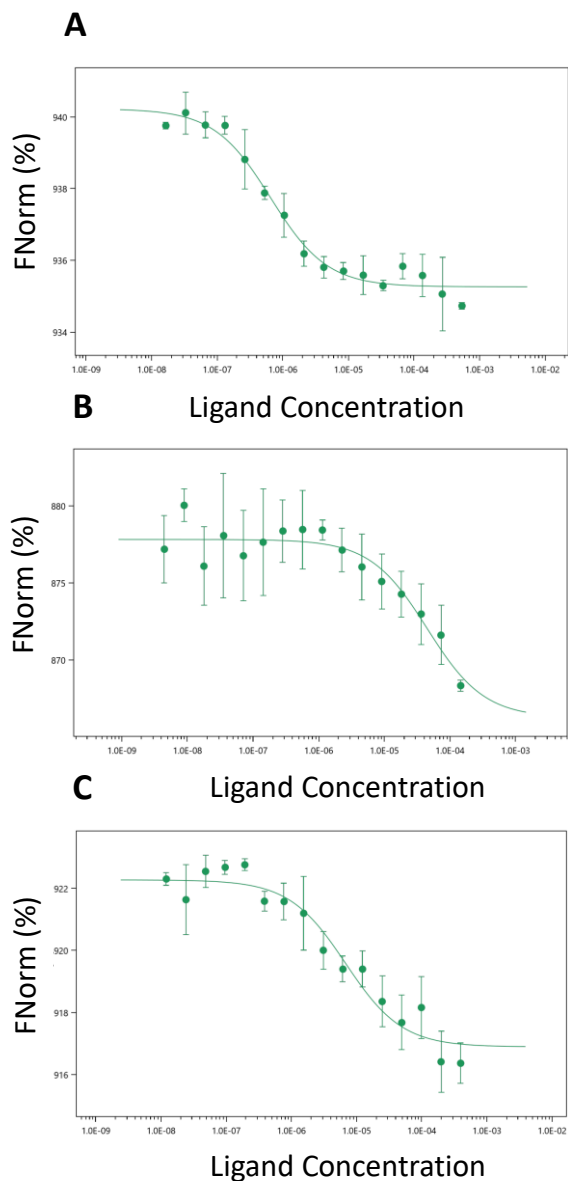 A
FNorm (%)
940
938
936
934
1.0E-09 1.0E-08 1.0E-07 1.0E-06 1.0E-05 1.0E-04 1.0E-03 1.0E-02
Ligand Concentration
B
FNorm (%)
880
875
870
1.0E-09 1.0E-08 1.0E-07 1.0E-06 1.0E-05 1.0E-04 1.0E-03
Ligand Concentration
C
FNorm (%)
922
920
918
916
1.0E-09 1.0E-08 1.0E-07 1.0E-06 1.0E-05 1.0E-04 1.0E-03 1.0E-02
Ligand Concentration